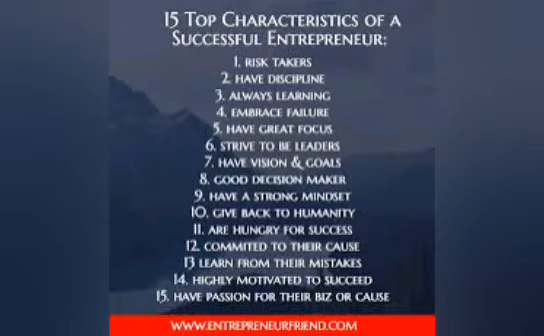 15 Top Characteristics of a
Successful Entrepreneur:
1. RISK TAKERS
2. HAVE DISCIPLINE
3. ALWAYS LEARNING
4. EMBRACE FAILURE
5. HAVE GREAT FOCUS
6. STRIVE TO BE LEADERS
7. HAVE VISION & GOALS
8. GOOD DECISION MAKER
9. HAVE A STRONG MINDSET
10. GIVE BACK TO HUMANITY
11. ARE HUNGRY FOR SUCCESS
12. COMMITED TO THEIR CAUSE
13 LEARN FROM THEIR MISTAKES
14. HIGHLY MOTIVATED TO SUCCEED
15. HAVE PASSION FOR THEIR BIZ OR CAUSE
WWW.ENTREPRENEURFRIEND.COM